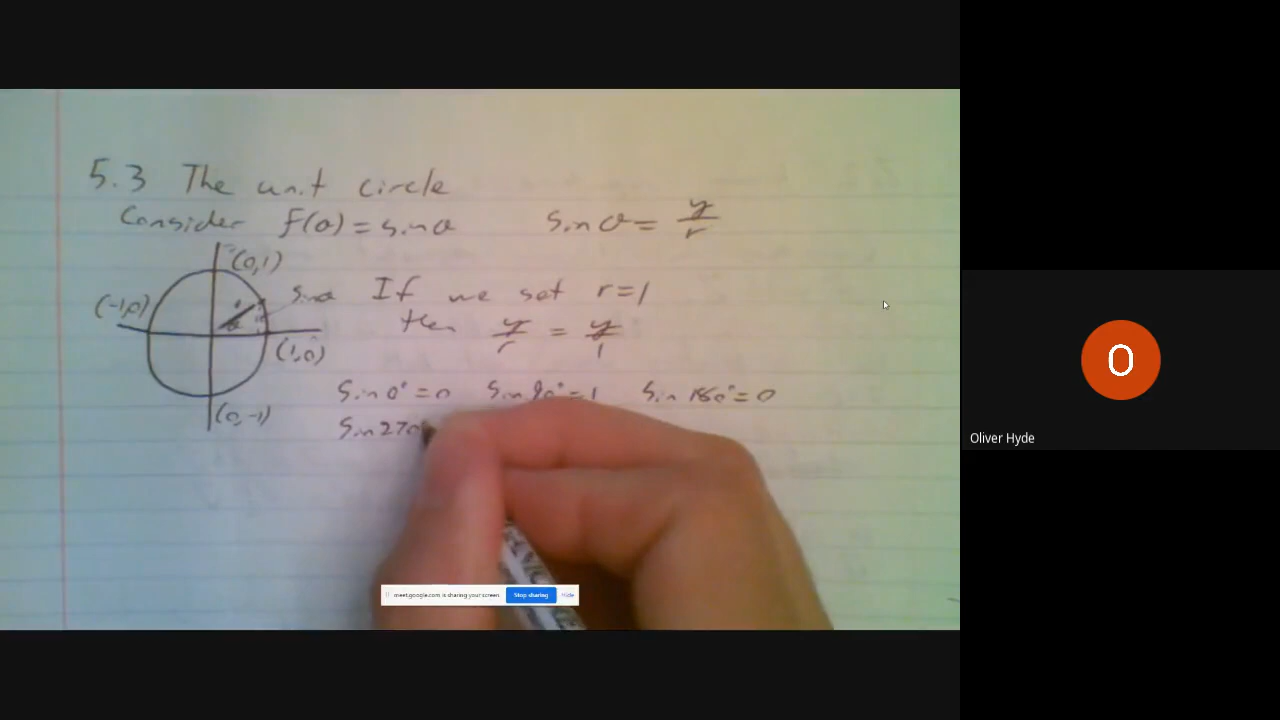 5.3 The unit circle
Consider f(θ) = sin θ sin θ = y/r
(0,1)
(-1,0) sin θ If we set r=1
then y/r = y/1
(1,0)
sin 0° = 0 sin 90° = 1 sin 180° = 0
(0,-1) sin 270
O
Oliver Hyde
meet.google.com is sharing your screen. Stop sharing Hide